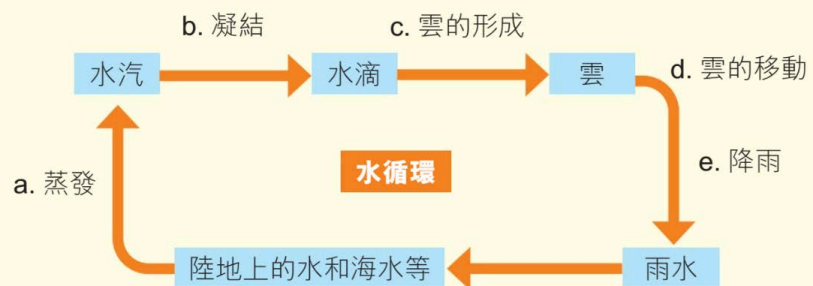 b. 凝結
c. 雲的形成
水汽
水滴
雲
d. 雲的移動
水循環
a. 蒸發
e. 降雨
陸地上的水和海水等
雨水